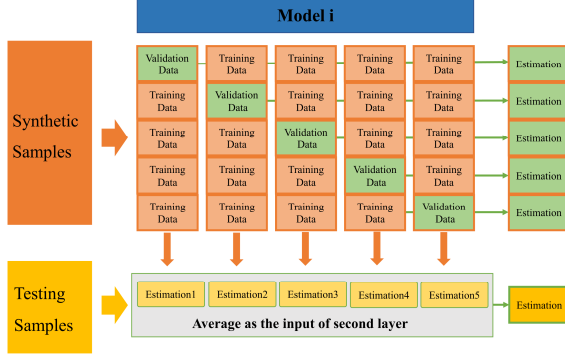 Model i
Synthetic
Samples
Validation
Data
Training
Data
Training
Data
Training
Data
Training
Data
Estimation
Training
Data
Validation
Data
Training
Data
Training
Data
Training
Data
Estimation
Training
Data
Training
Data
Validation
Data
Training
Data
Training
Data
Estimation
Training
Data
Training
Data
Training
Data
Validation
Data
Training
Data
Estimation
Training
Data
Training
Data
Training
Data
Training
Data
Validation
Data
Estimation
Testing
Samples
Estimation1
Estimation2
Estimation3
Estimation4
Estimation5
Average as the input of second layer
Estimation